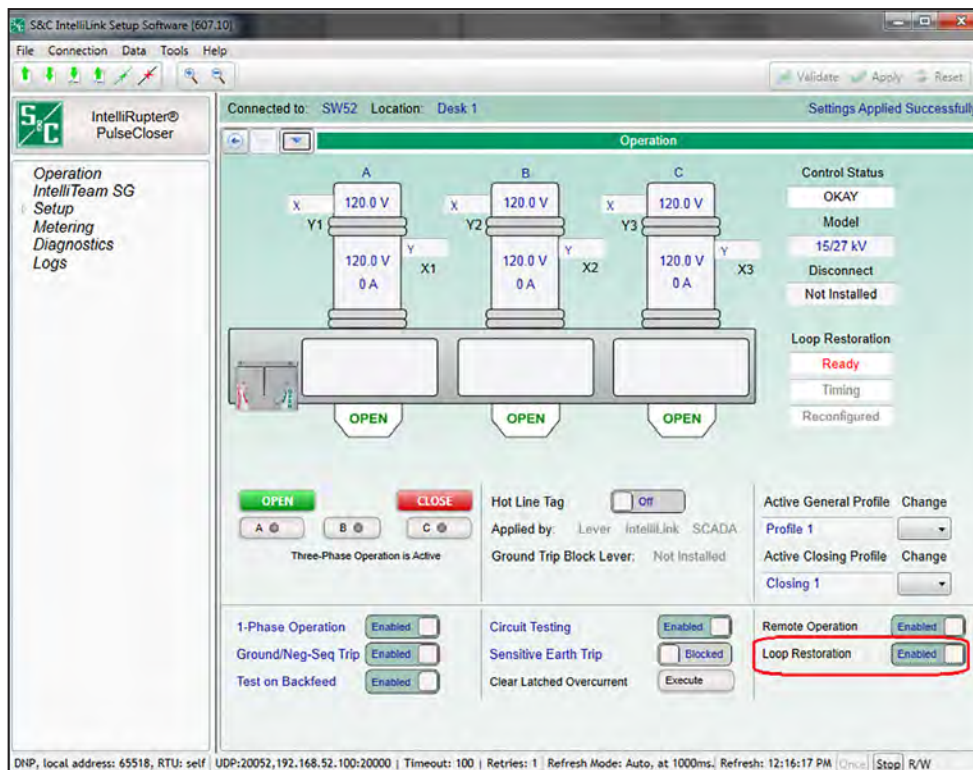 S&C IntelliLink Setup Software [607.10]
File Connection Data Tools Help
Validate Apply Reset
S&C IntelliRupter® PulseCloser
Operation
IntelliTeam SG
Setup
Metering
Diagnostics
Logs
Connected to: SW52 Location: Desk 1 Settings Applied Successfully
Operation
A B C
X 120.0 V X 120.0 V X 120.0 V
Y1 Y2 Y3
Y Y Y
120.0 V X1 120.0 V X2 120.0 V X3
0 A 0 A 0 A
OPEN OPEN OPEN
Control Status
OKAY
Model
15/27 kV
Disconnect
Not Installed
Loop Restoration
Ready
Timing
Reconfigured
OPEN CLOSE
A B C
Three-Phase Operation is Active
Hot Line Tag Off
Applied by: Lever IntelliLink SCADA
Ground Trip Block Lever: Not Installed
Active General Profile Change
Profile 1
Active Closing Profile Change
Closing 1
1-Phase Operation Enabled
Ground/Neg-Seq Trip Enabled
Test on Backfeed Enabled
Circuit Testing Enabled
Sensitive Earth Trip Blocked
Clear Latched Overcurrent Execute
Remote Operation Enabled
Loop Restoration Enabled
DNP, local address: 65518, RTU: self UDP:20052,192.168.52.100:20000 | Timeout: 100 | Retries: 1 | Refresh Mode: Auto, at 1000ms. Refresh: 12:16:17 PM Once Stop R/W